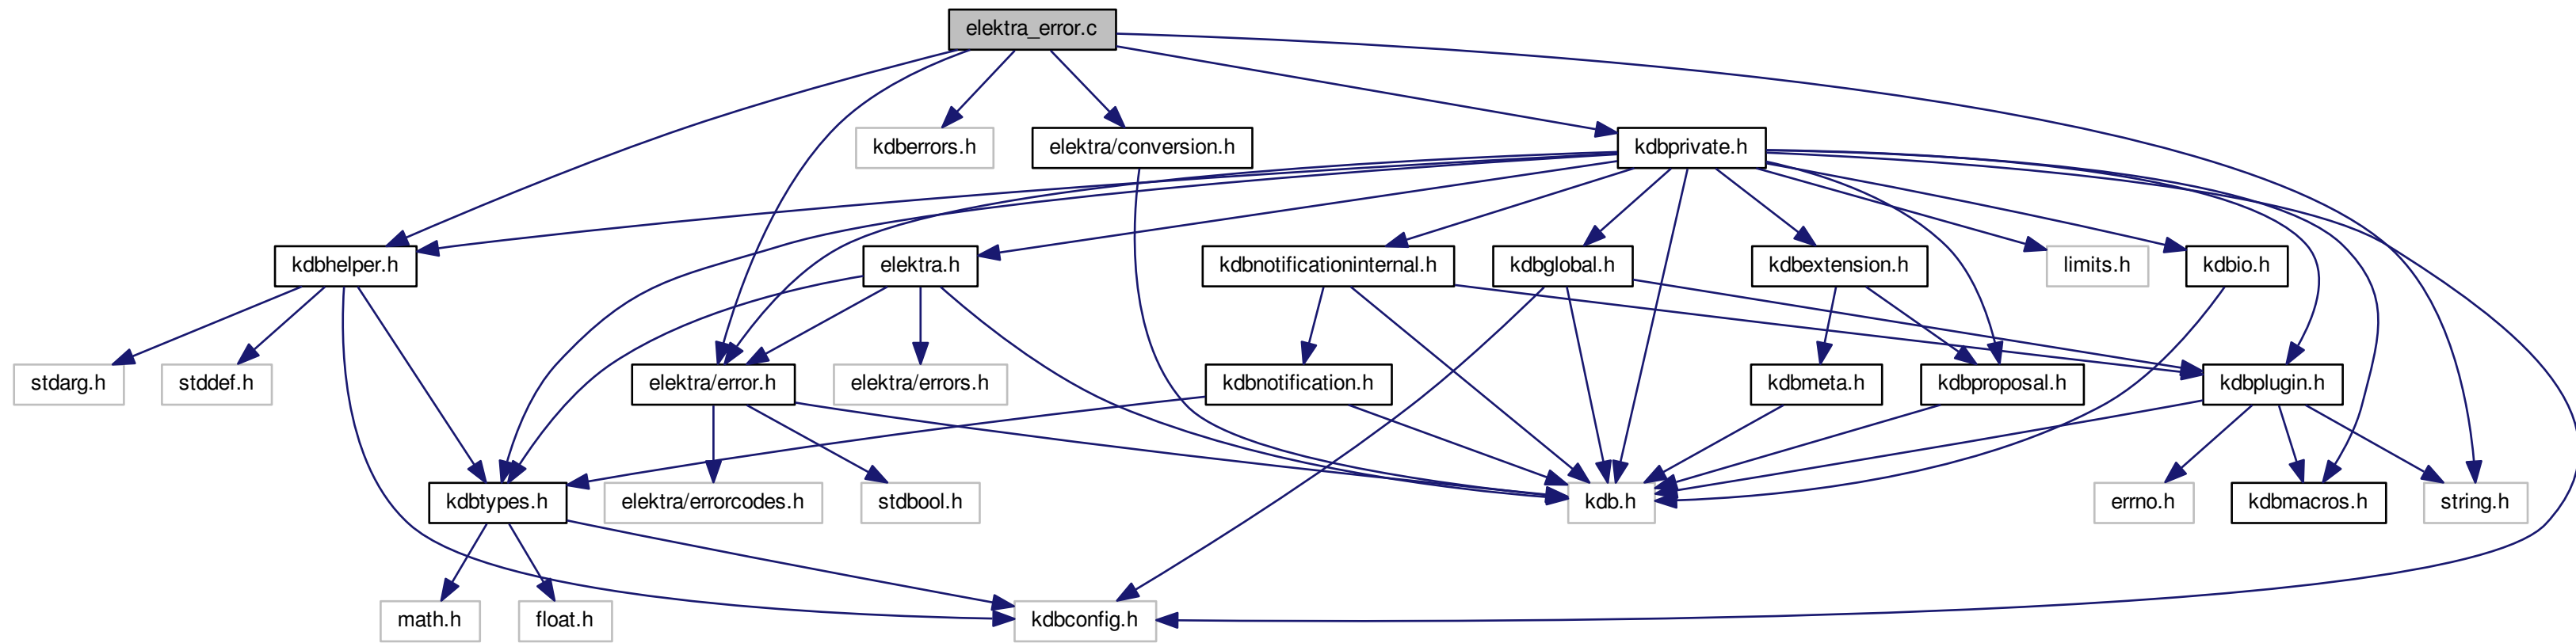 elektra_error.c
kdberrors.h
elektra/conversion.h
kdbprivate.h
kdbhelper.h
elektra.h
kdbnotificationinternal.h
kdbglobal.h
kdbextension.h
limits.h
kdbio.h
stdarg.h
stddef.h
elektra/error.h
elektra/errors.h
kdbnotification.h
kdbmeta.h
kdbproposal.h
kdbplugin.h
kdbtypes.h
elektra/errorcodes.h
stdbool.h
kdb.h
errno.h
kdbmacros.h
string.h
math.h
float.h
kdbconfig.h